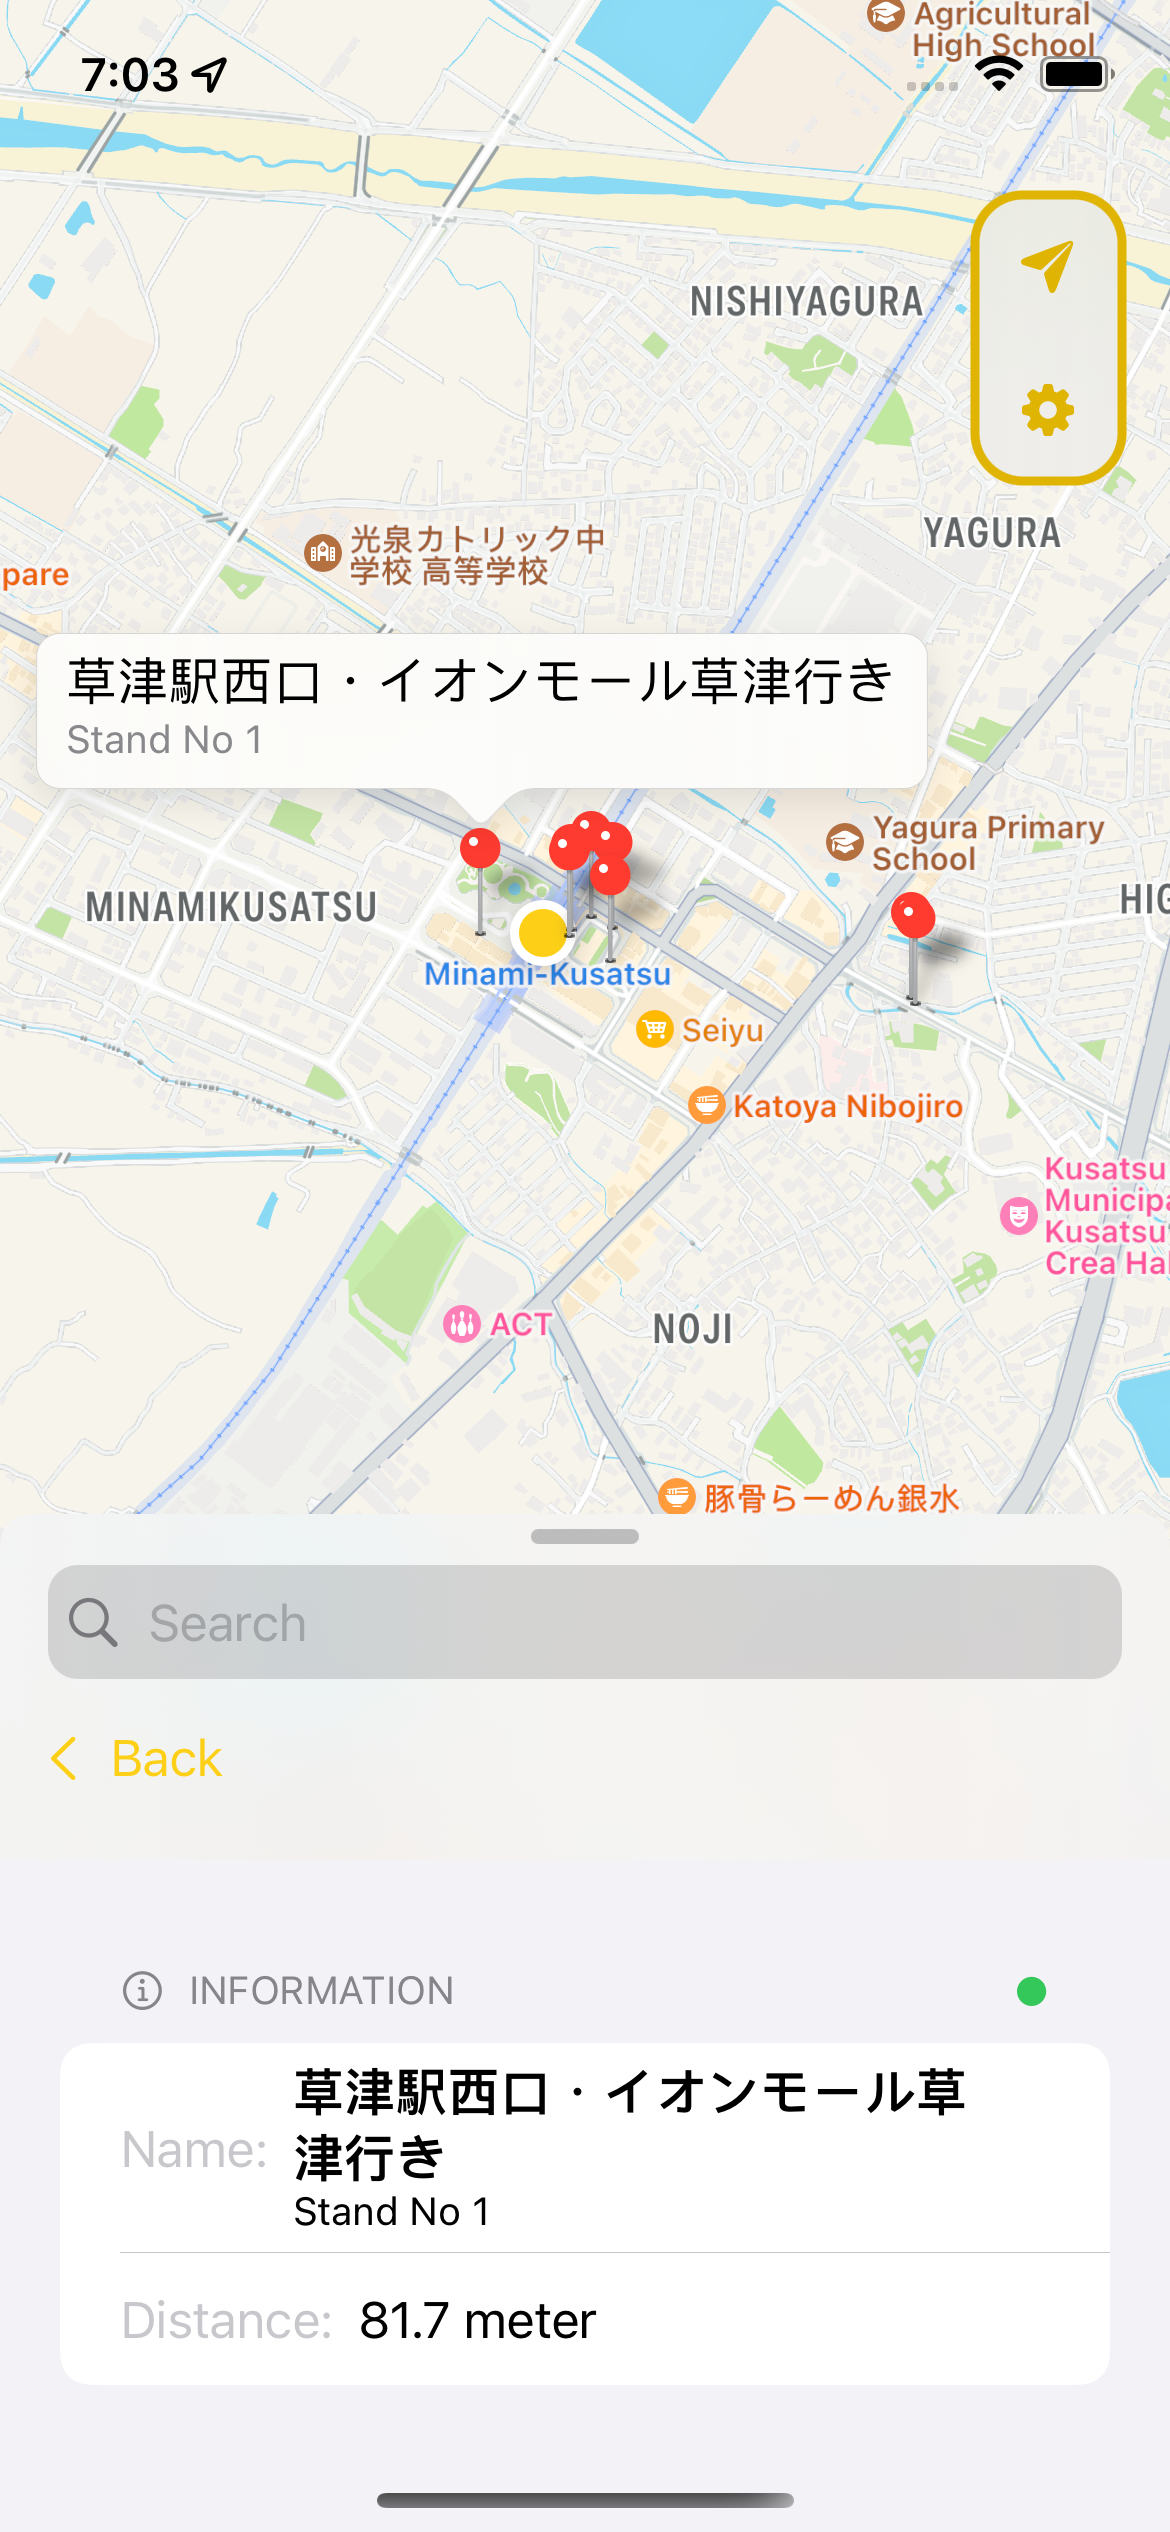 Agricultural
High School
7:03
NISHIYAGURA
YAGURA
光泉カトリック中
学校 高等学校
pare
草津駅西口・イオンモール草津行き
Stand No 1
Yagura Primary
School
MINAMIKUSATSU
HIG
Minami-Kusatsu
Seiyu
Katoya Nibojiro
Kusatsu
Municipa
Kusatsu
Crea Hal
ACT
NOJI
豚骨らーめん銀水
Search
Back
INFORMATION
Name:
草津駅西口・イオンモール草
津行き
Stand No 1
Distance: 81.7 meter